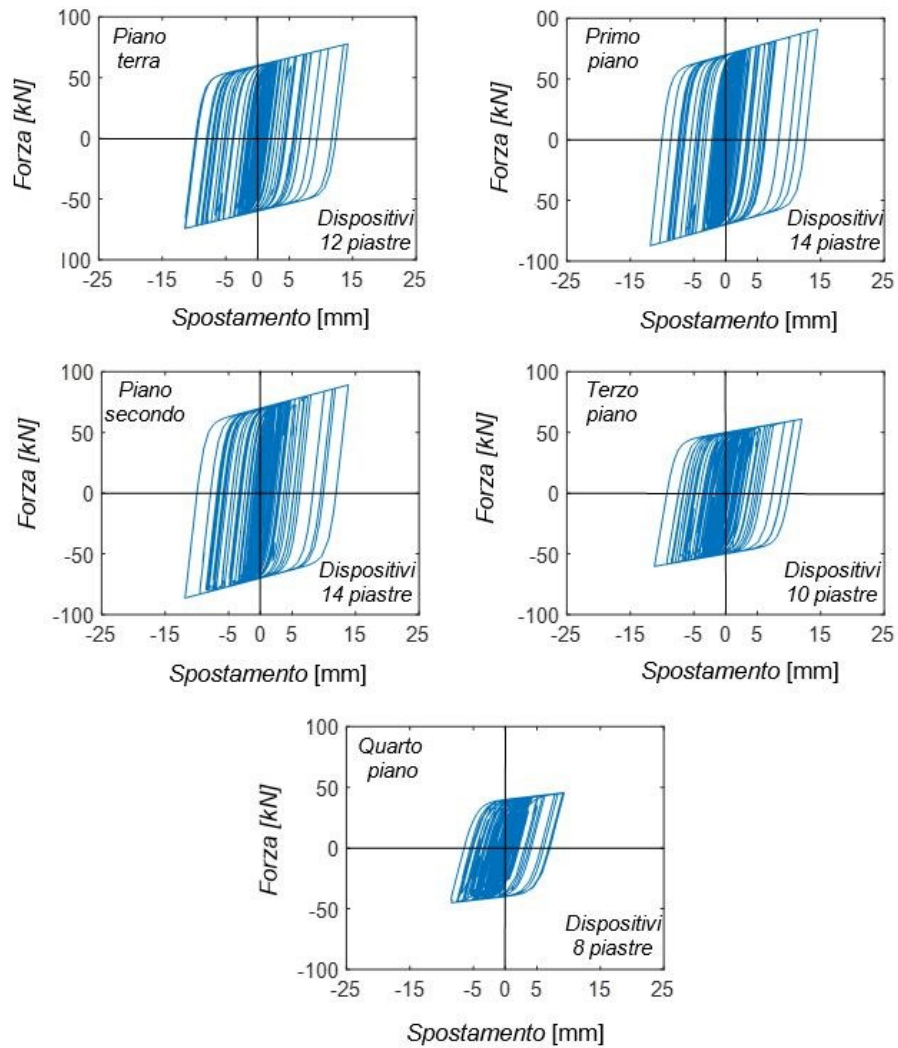 Piano
terra
Forza [kN]
100
50
0
-50
100
-25
-15
-5
0
5
15
25
Dispositivi
12 piastre
Spostamento [mm]
Primo
piano
Forza [kN]
00
50
0
-50
-100
-25
-15
-5
0
5
15
25
Dispositivi
14 piastre
Spostamento [mm]
Piano
secondo
Forza [kN]
100
50
0
-50
-100
-25
-15
-5
0
5
15
25
Dispositivi
14 piastre
Spostamento [mm]
Terzo
piano
Forza [kN]
100
50
0
-50
-100
-25
-15
-5
0
5
15
25
Dispositivi
10 piastre
Spostamento [mm]
Quarto
piano
Forza [kN]
100
50
0
-50
-100
-25
-15
-5
0
5
15
25
Dispositivi
8 piastre
Spostamento [mm]